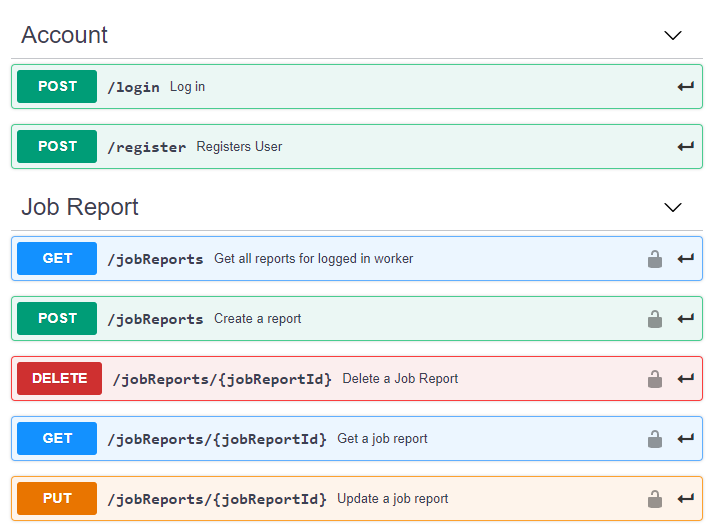 Account
POST /login Log in
POST /register Registers User
Job Report
GET /jobReports Get all reports for logged in worker
POST /jobReports Create a report
DELETE /jobReports/{jobReportId} Delete a Job Report
GET /jobReports/{jobReportId} Get a job report
PUT /jobReports/{jobReportId} Update a job report